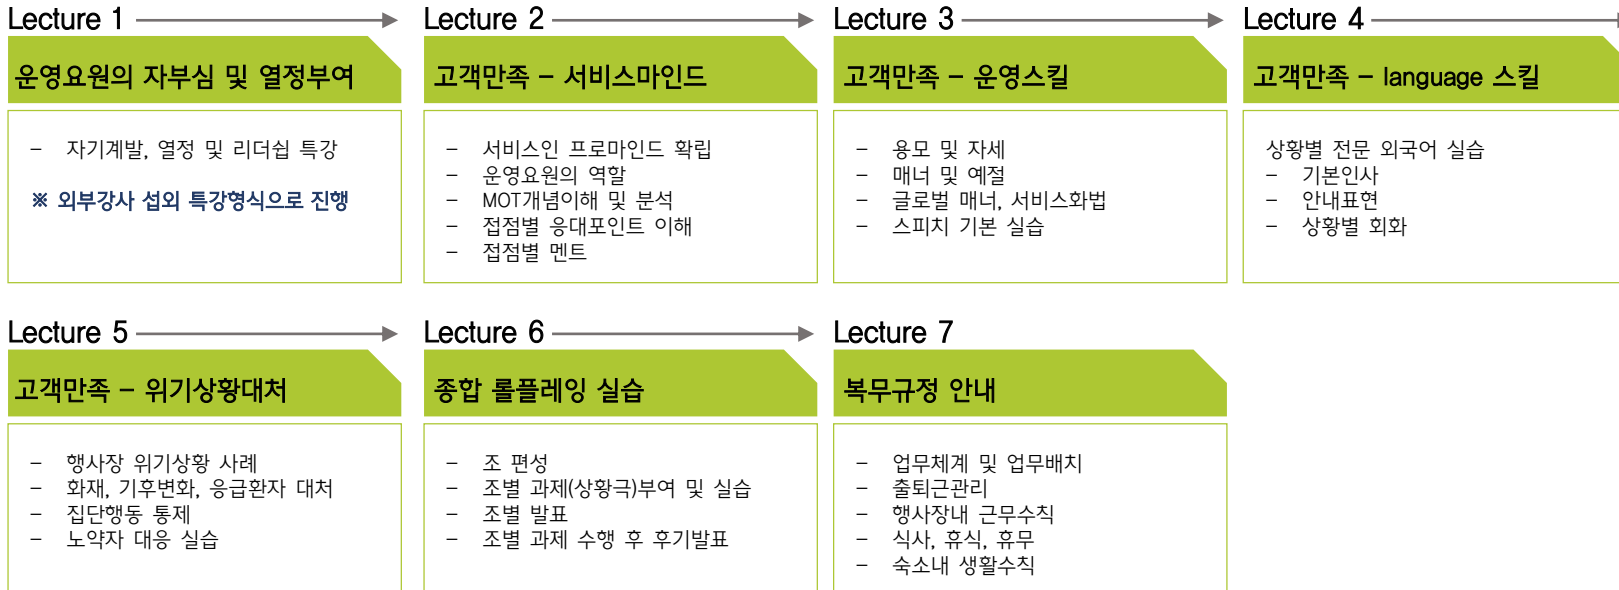 Lecture 1
운영요원의 자부심 및 열정부여
- 자기계발, 열정 및 리더쉽 특강
※ 외부강사 섭외 특강형식으로 진행
Lecture 2
고객만족 - 서비스마인드
- 서비스인 프로마인드 확립
- 운영요원의 역할
- MOT개념이해 및 분석
- 접점별 응대포인트 이해
- 접점별 멘트
Lecture 3
고객만족 - 운영스킬
- 용모 및 자세
- 매너 및 예절
- 글로벌 매너, 서비스화법
- 스피치 기본 실습
Lecture 4
고객만족 - language 스킬
상황별 전문 외국어 실습
- 기본인사
- 안내표현
- 상황별 회화
Lecture 5
고객만족 - 위기상황대처
- 행사장 위기상황 사례
- 화재, 기후변화, 응급환자 대처
- 집단행동 통제
- 노약자 대응 실습
Lecture 6
종합 롤플레잉 실습
- 조 편성
- 조별 과제(상황극)부여 및 실습
- 조별 발표
- 조별 과제 수행 후 후기발표
Lecture 7
복무규정 안내
- 업무체계 및 업무배치
- 출퇴근관리
- 행사장내 근무수칙
- 식사, 휴식, 휴무
- 숙소내 생활수칙